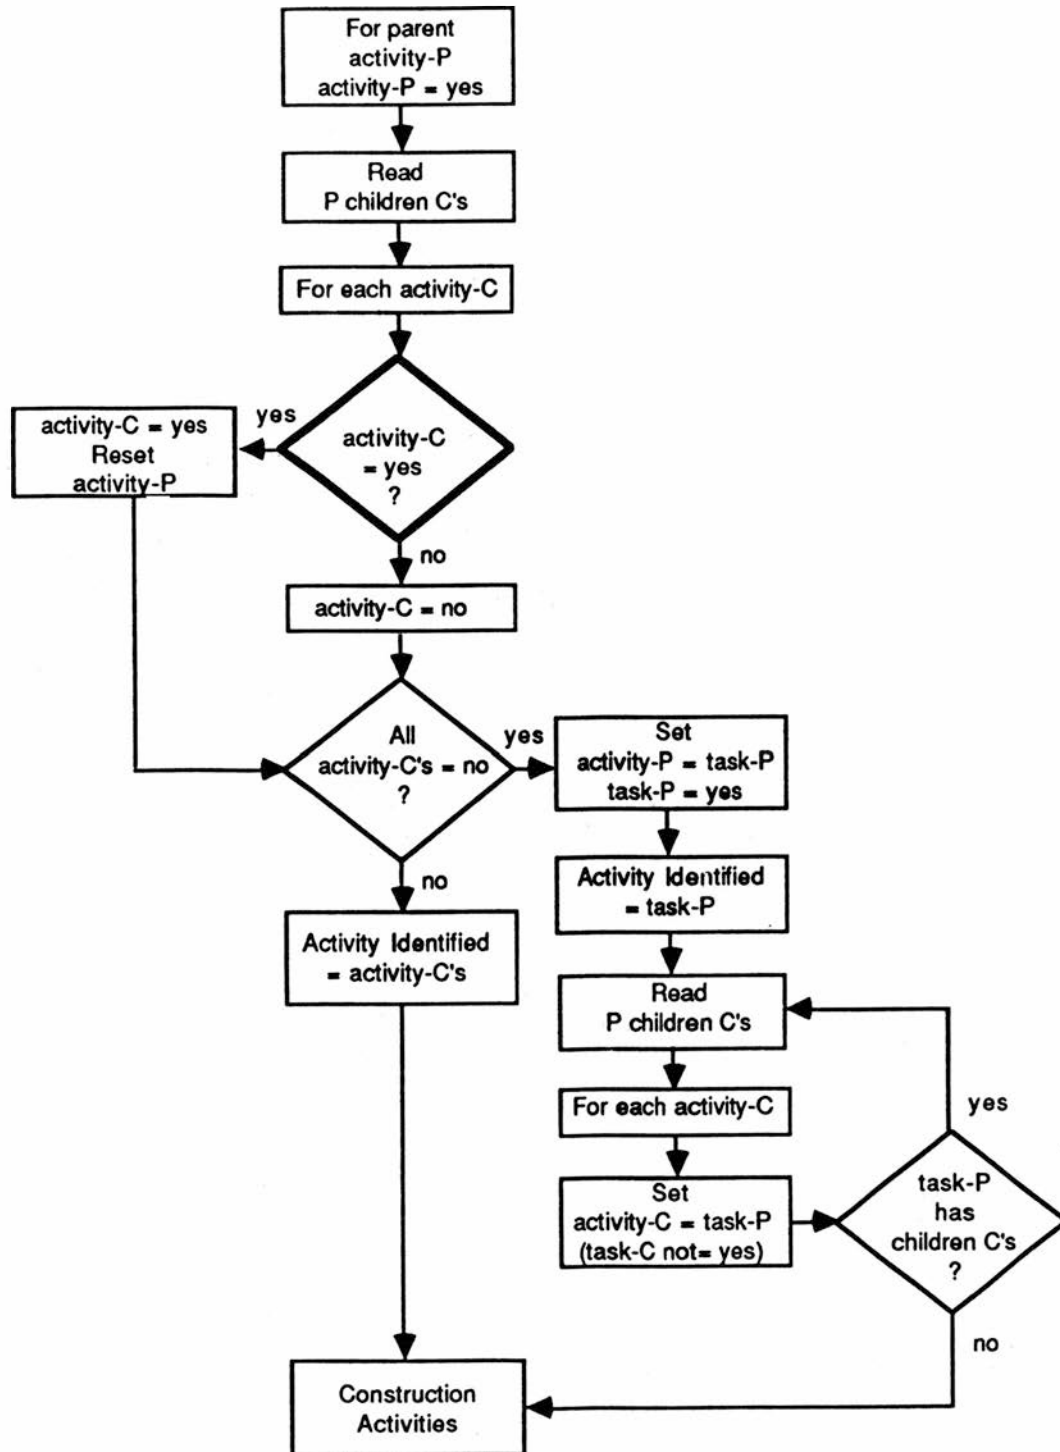 For parent
activity-P
activity-P = yes
Read
P children C's
For each activity-C
yes
activity-C = yes
Reset
activity-P
activity-C
= yes
?
no
activity-C = no
All
activity-C's = no
?
yes
Set
activity-P = task-P
task-P = yes
no
Activity Identified
= task-P
Activity Identified
= activity-C's
Read
P children C's
For each activity-C
yes
Set
activity-C = task-P
(task-C not= yes)
task-P
has
children C's
?
no
Construction
Activities